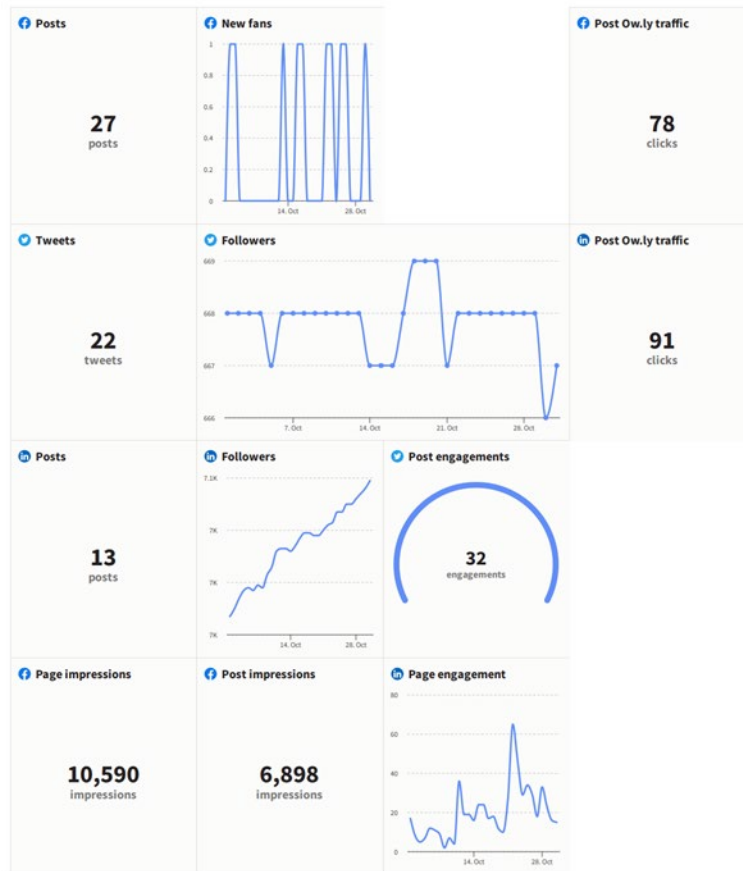 Posts
27
posts
New fans
1
0.8
0.6
0.4
0.2
0
14. Oct
28. Oct
Post Ow.ly traffic
78
clicks
Tweets
22
tweets
Followers
669
668
667
666
7. Oct
14. Oct
21. Oct
28. Oct
Post Ow.ly traffic
91
clicks
Posts
13
posts
Followers
7.1K
7K
7K
7K
14. Oct
28. Oct
Post engagements
32
engagements
Page impressions
10,590
impressions
Post impressions
6,898
impressions
Page engagement
80
60
40
20
0
14. Oct
28. Oct